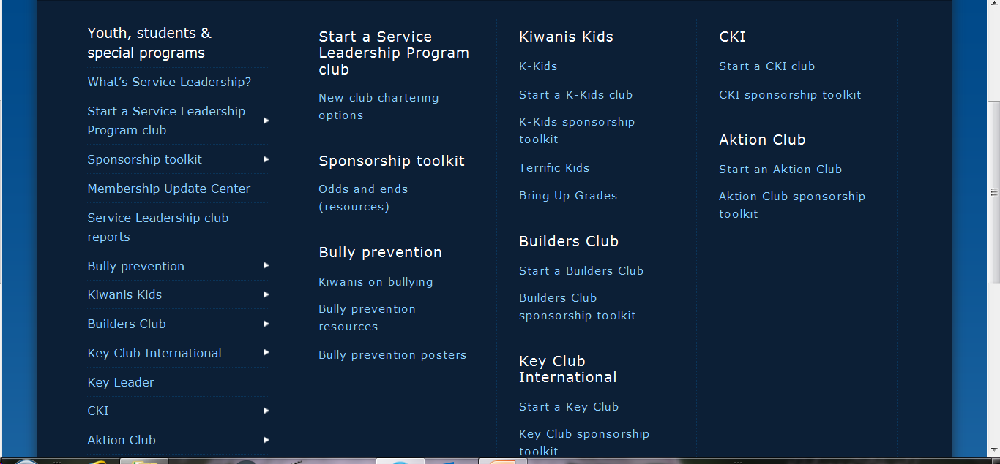 Youth, students &
special programs
What’s Service Leadership?
Start a Service Leadership
Program club
Sponsorship toolkit
Membership Update Center
Service Leadership club
reports
Bully prevention
Kiwanis Kids
Builders Club
Key Club International
Key Leader
CKI
Aktion Club
Start a Service
Leadership Program
club
New club chartering
options
Sponsorship toolkit
Odds and ends
(resources)
Bully prevention
Kiwanis on bullying
Bully prevention
resources
Bully prevention posters
Kiwanis Kids
K-Kids
Start a K-Kids club
K-Kids sponsorship
toolkit
Terrific Kids
Bring Up Grades
Builders Club
Start a Builders Club
Builders Club
sponsorship toolkit
Key Club
International
Start a Key Club
Key Club sponsorship
toolkit
CKI
Start a CKI club
CKI sponsorship toolkit
Aktion Club
Start an Aktion Club
Aktion Club sponsorship
toolkit